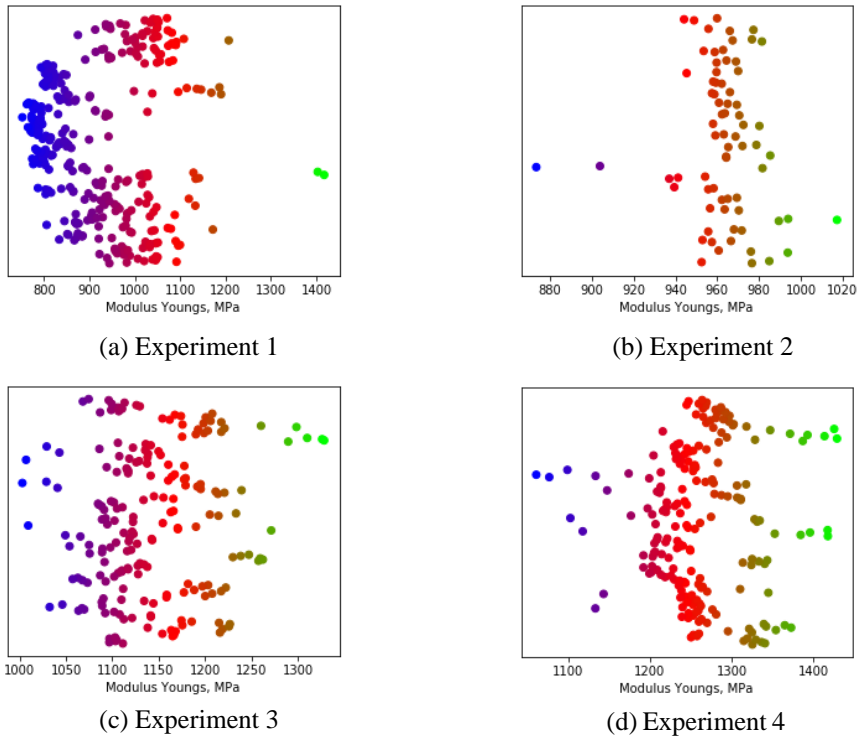 800 900 1000 1100 1200 1300 1400
Modulus Youngs, MPa
(a) Experiment 1
880 900 920 940 960 980 1000 1020
Modulus Youngs, MPa
(b) Experiment 2
1000 1050 1100 1150 1200 1250 1300
Modulus Youngs, MPa
(c) Experiment 3
1100 1200 1300 1400
Modulus Youngs, MPa
(d) Experiment 4